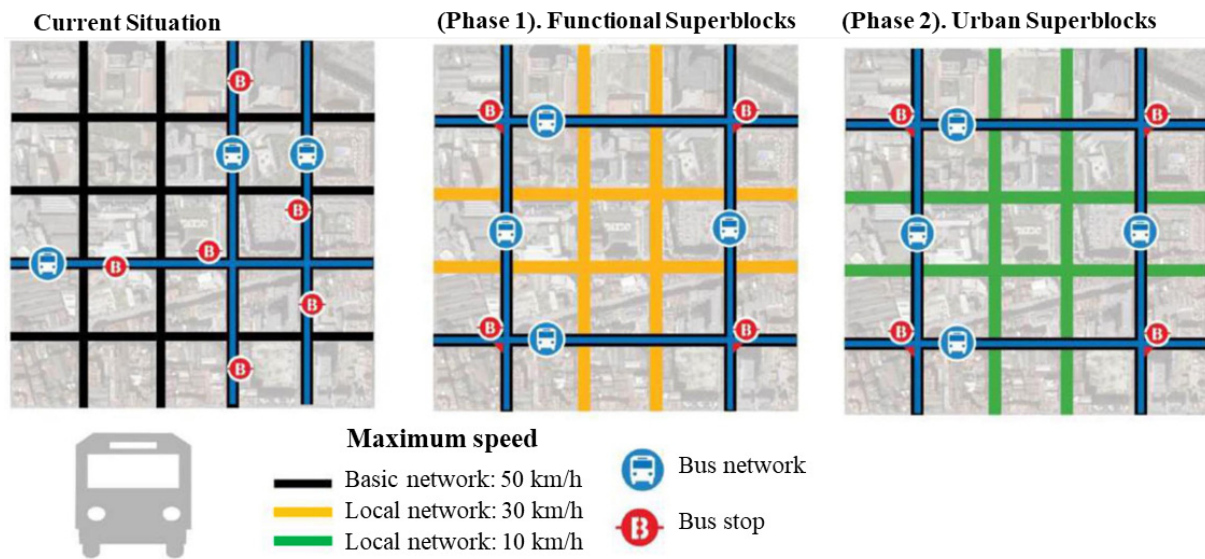 Current Situation
(Phase 1). Functional Superblocks
(Phase 2). Urban Superblocks
B
B
B
B
B
B
B
B
B
B
B
B
B
B
Maximum speed
Basic network: 50 km/h
Local network: 30 km/h
Local network: 10 km/h
Bus network
B
Bus stop